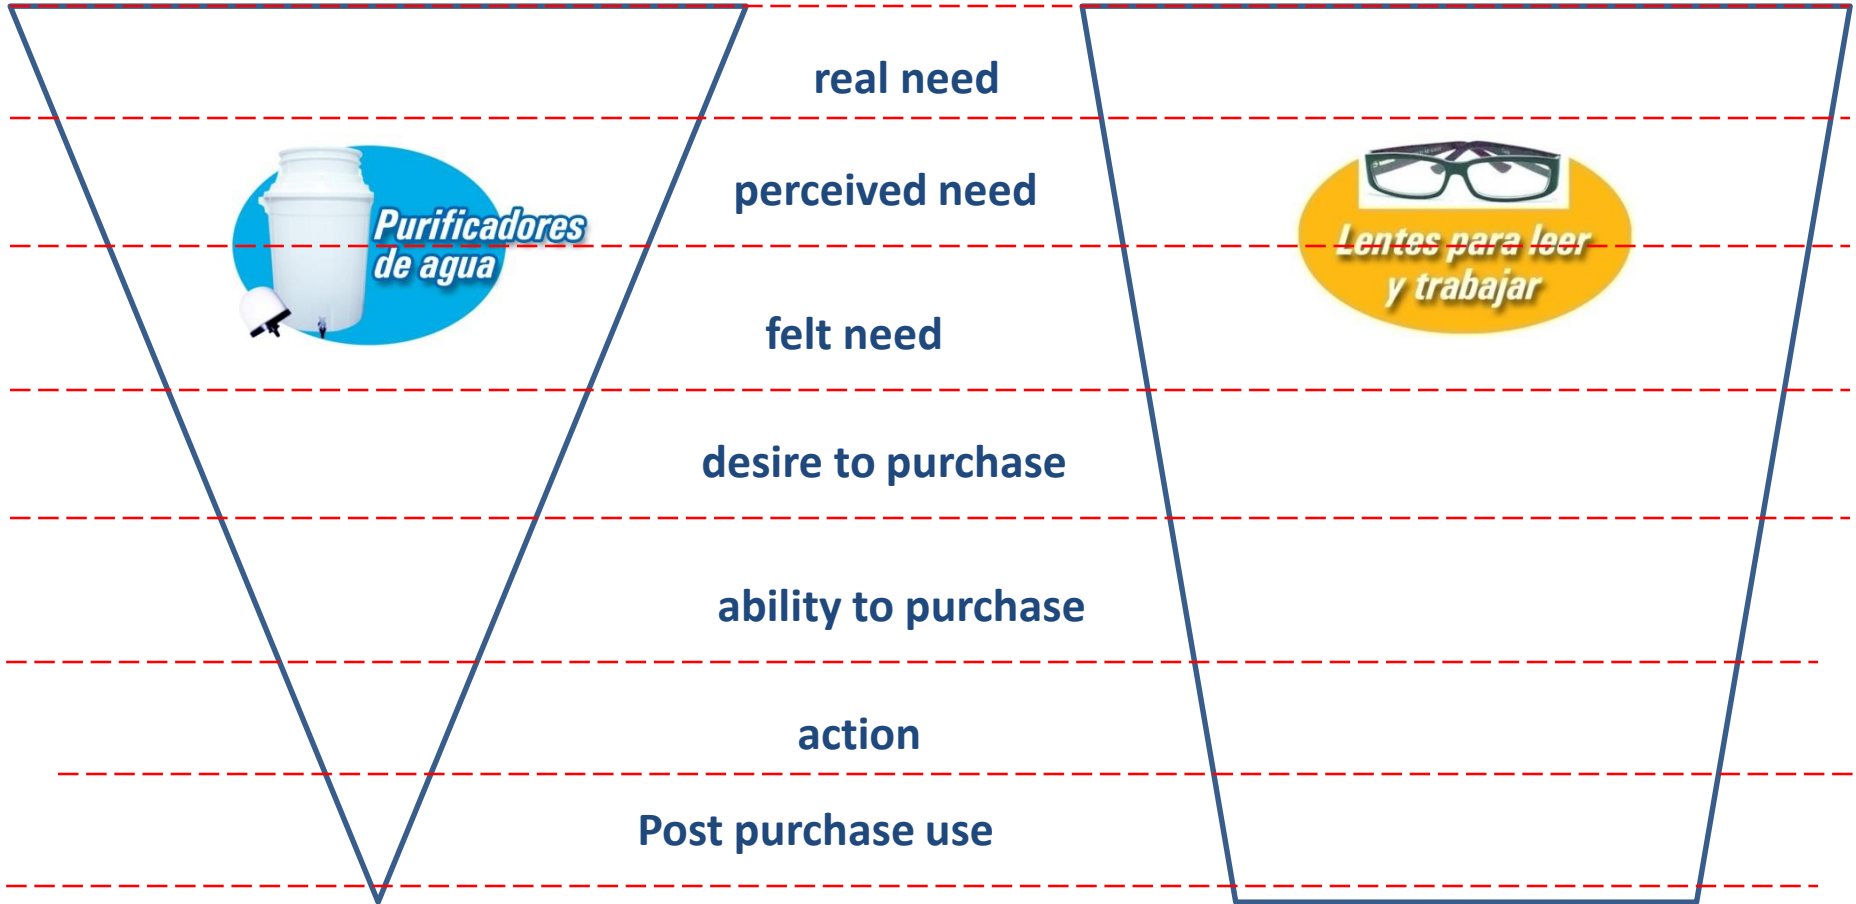 real need
perceived need
Purificadores
de agua
Lentes para leer
y trabajar
felt need
desire to purchase
ability to purchase
action
Post purchase use